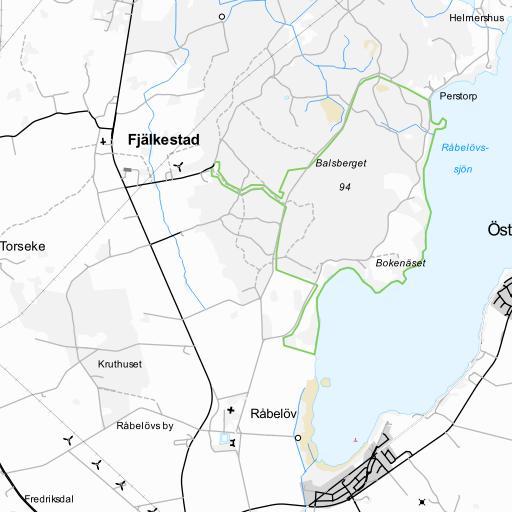 Helmershus
Perstorp
Fjälkestad
Råbelövs-
sjön
Balsberget
94
Öst
Torseke
Bokenäset
Kruthuset
Råbelöv
Råbelövs by
Fredriksdal